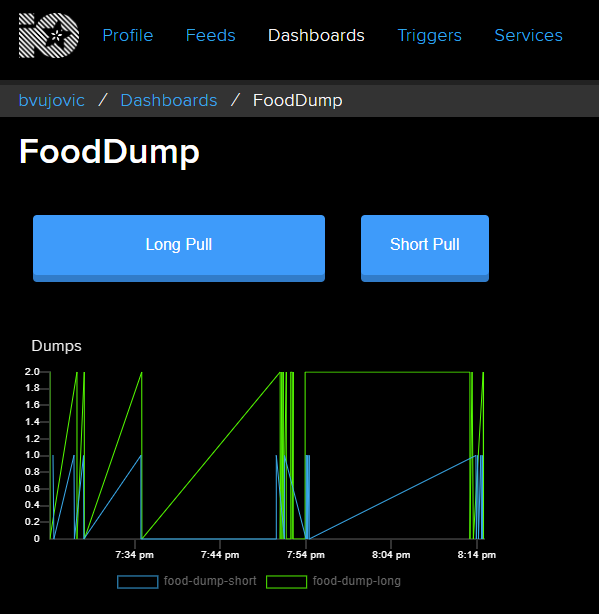 IO Profile Feeds Dashboards Triggers Services
bvujovic / Dashboards / FoodDump
FoodDump
Long Pull Short Pull
Dumps
2.0
1.8
1.6
1.4
1.2
1.0
0.8
0.6
0.4
0.2
0
7:34 pm 7:44 pm 7:54 pm 8:04 pm 8:14 pm
food-dump-short food-dump-long